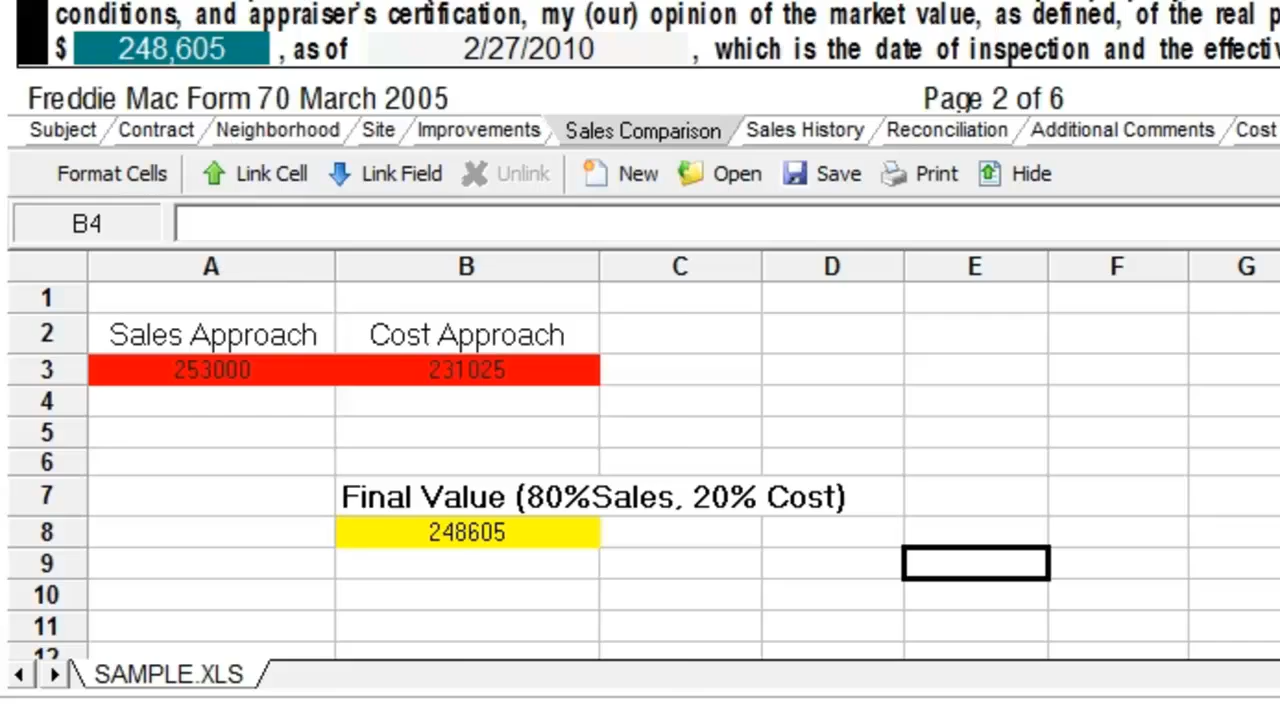 conditions, and appraiser's certification, my (our) opinion of the market value, as defined, of the real
$ 248,605 , as of 2/27/2010 , which is the date of inspection and the
Freddie Mac Form 70 March 2005 Page 2 of 6
Subject Contract Neighborhood Site Improvements Sales Comparison Sales History Reconciliation Additional Comments Cost
Format Cells Link Cell Link Field Unlink New Open Save Print Hide
B4
A B C D E F G
1
2 Sales Approach Cost Approach
3 253000 231025
4
5
6
7 Final Value (80%Sales, 20% Cost)
8 248605
9
10
11
12
SAMPLE.XLS